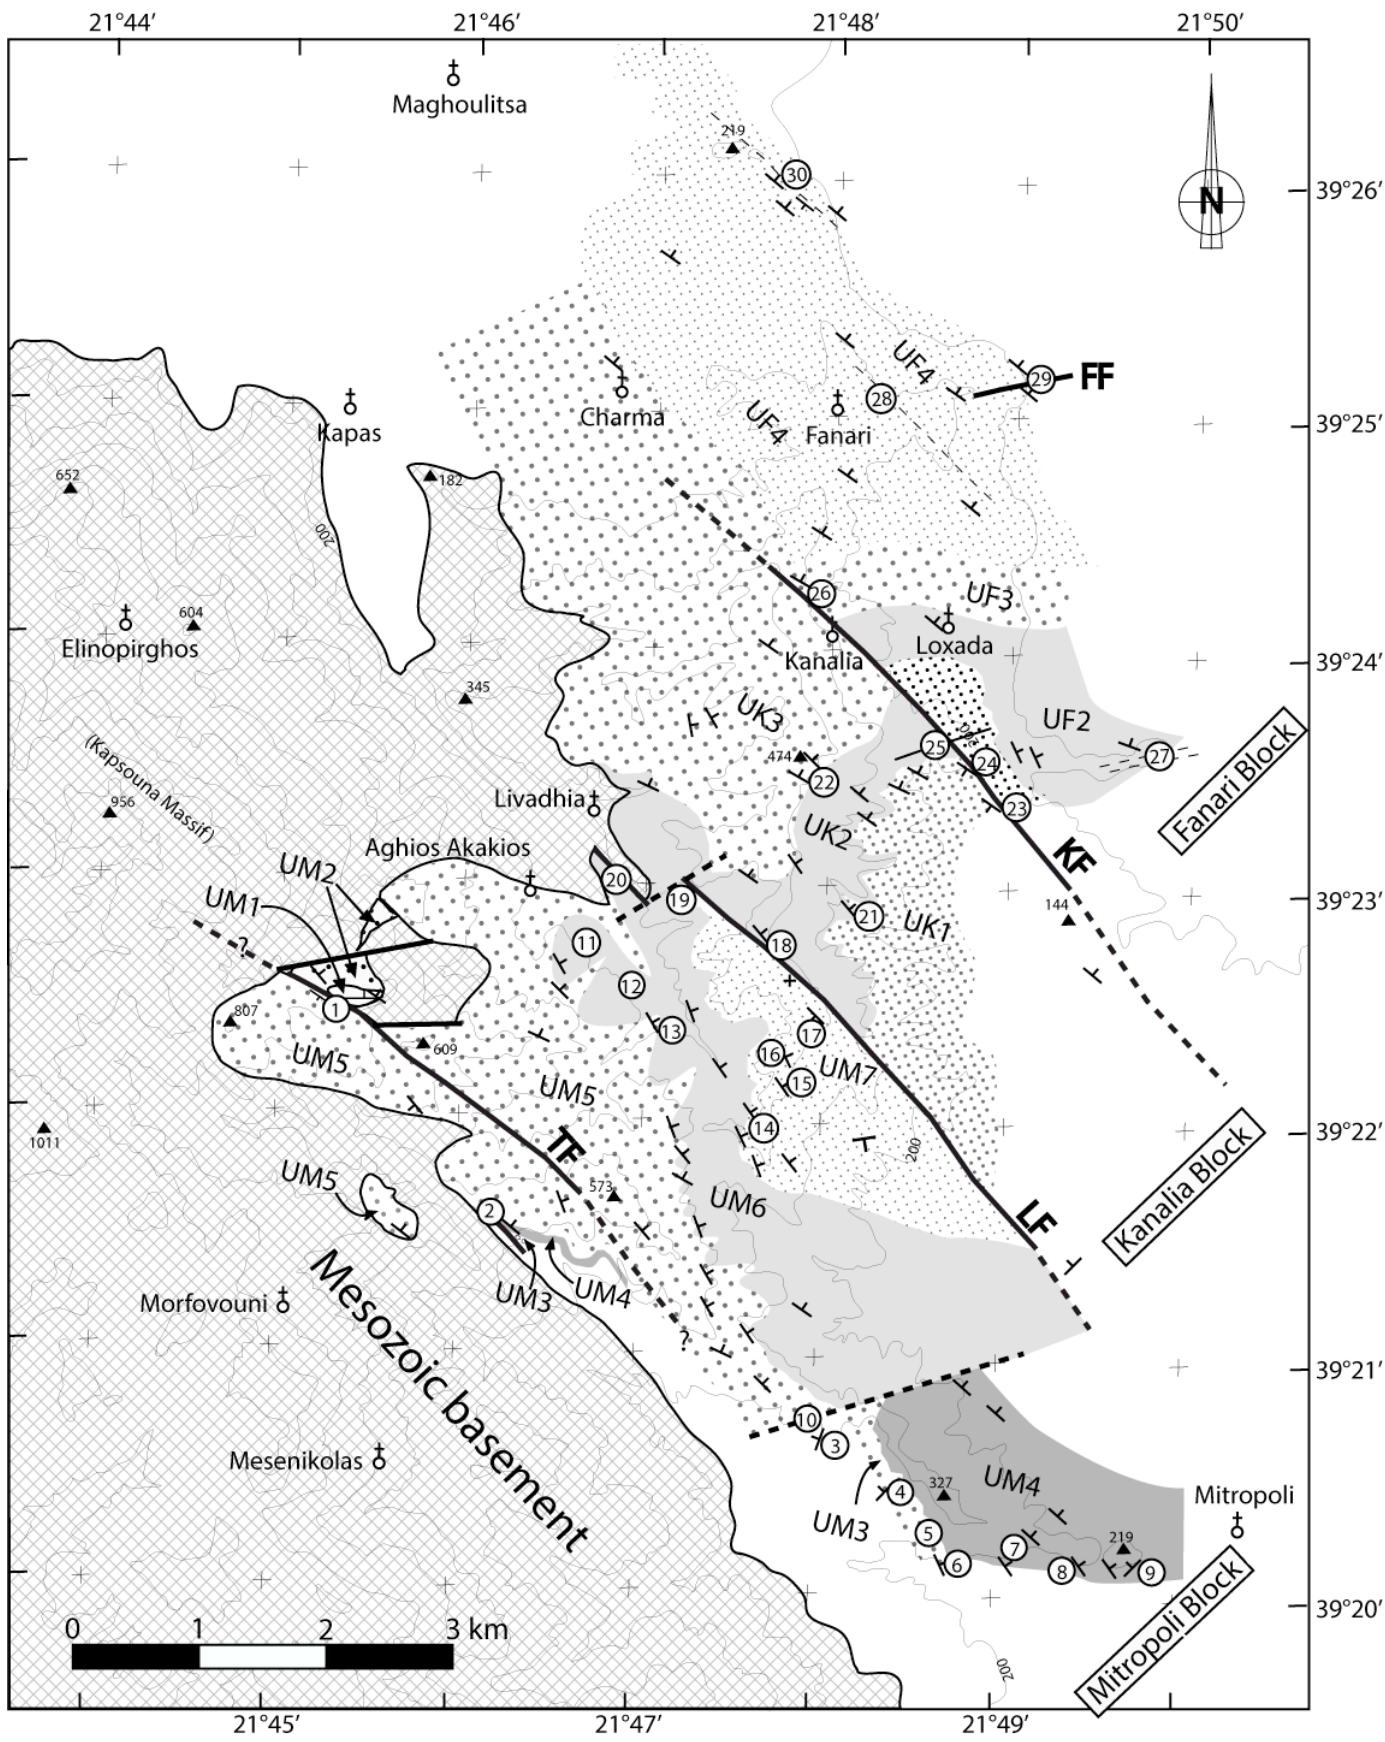 21°44′ 21°46′ 21°48′ 21°50′
Maghoulitsa
219
30
39°26′
N
UF4
29 FF
28
Charma
UF4
Fanari
Kapas
39°25′
652
182
200
26
UF3
604
Elinopirghos
Kanalia
Loxada
39°24′
345
UK3
UF2
25
200
24
27
474
22
Fanari Block
(Kapsouna Massif)
956
Livadhia
23
UK2
Aghios Akakios
KF
UM2
20
19
39°23′
UM1
144
21
UK1
?
11
18
12
1
807
13
17
609
16
UM7
UM5
UM5
15
14
1011
TF
39°22′
200
Kanalia Block
UM5
573
UM6
2
LF
UM3
UM4
Morfovouni
?
Mesozoic basement
39°21′
10
3
Mesenikolas
UM4
327
4
Mitropoli
UM3
5
7
219
6
8
9
39°20′
Mitropoli Block
0 1 2 3 km
200
21°45′ 21°47′ 21°49′